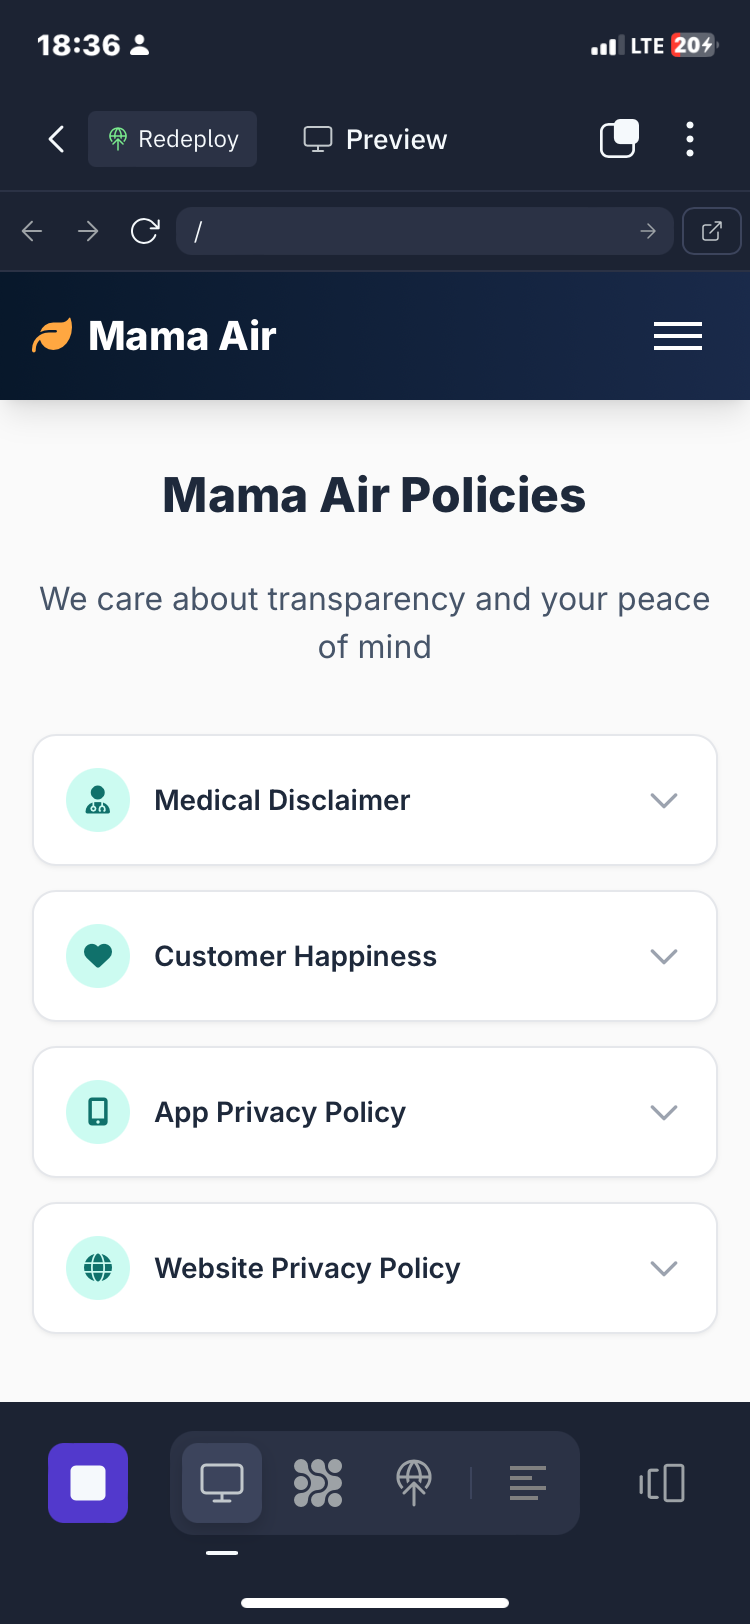 18:36
LTE 20
Redeploy
Preview
/
Mama Air
Mama Air Policies
We care about transparency and your peace
of mind
Medical Disclaimer
Customer Happiness
App Privacy Policy
Website Privacy Policy